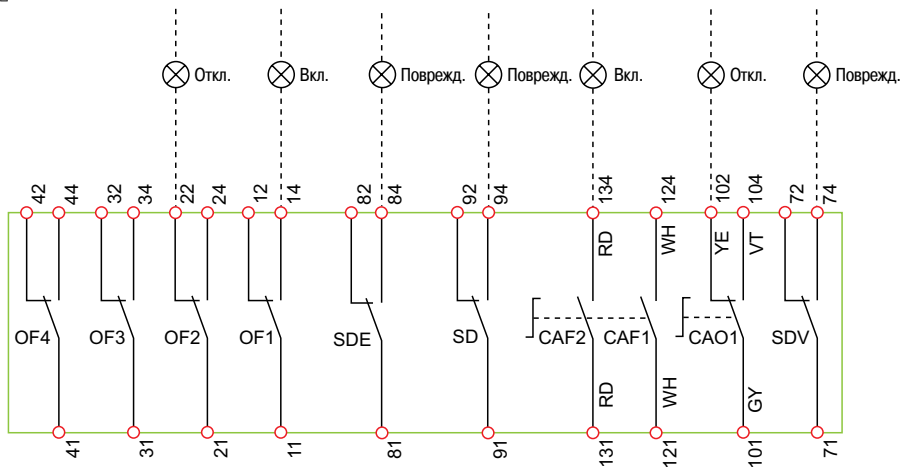 Откл. Вкл. Поврежд. Поврежд. Вкл. Откл. Поврежд.
42 44 32 34 22 24 12 14 82 84 92 94 134 124 102 104 72 74
RD WH YE VT
OF4 OF3 OF2 OF1 SDE SD CAF2 CAF1 CAO1 SDV
RD WH GY
41 31 21 11 81 91 131 121 101 71